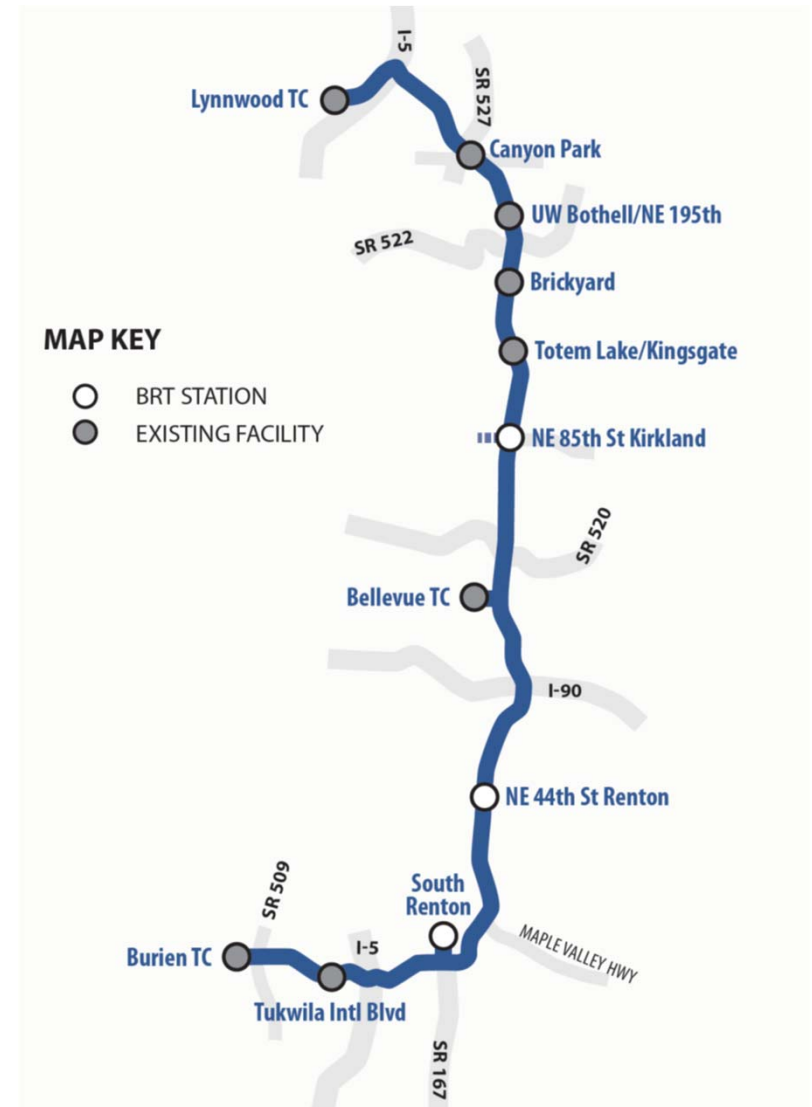 I-5
SR 527
Lynnwood TC
Canyon Park
UW Bothell/NE 195th
SR 522
Brickyard
MAP KEY
Totem Lake/Kingsgate
BRT STATION
EXISTING FACILITY
NE 85th St Kirkland
SR 520
Bellevue TC
I-90
NE 44th St Renton
South
Renton
SR 509
I-5
MAPLE VALLEY HWY
Burien TC
Tukwila Intl Blvd
SR 167